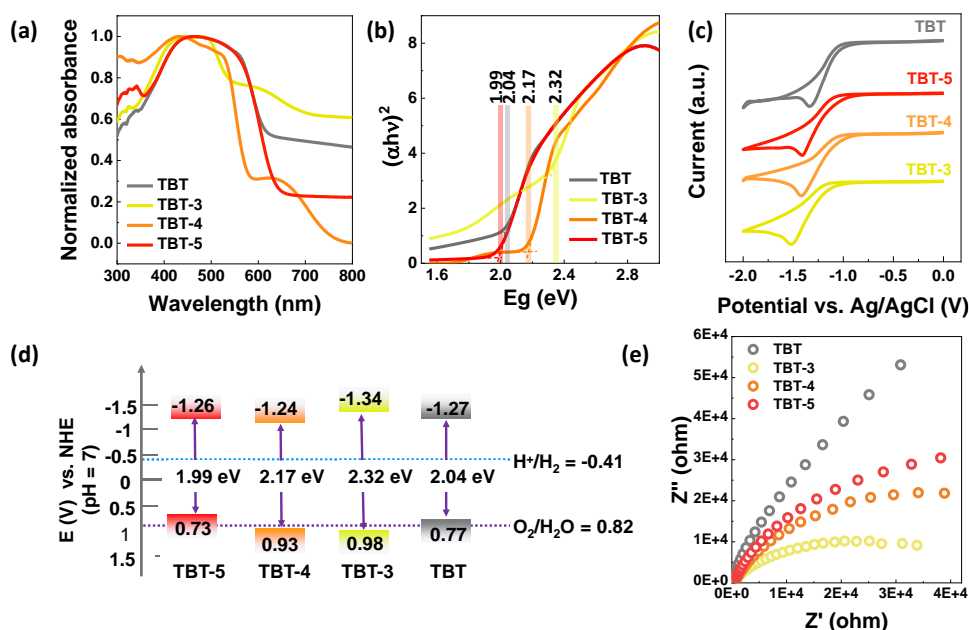 (a)
Normalized absorbance
1.0
0.8
0.6
0.4
0.2
0.0
TBT
TBT-3
TBT-4
TBT-5
300 400 500 600 700 800
Wavelength (nm)
(b)
(αhν)²
8
6
4
2
0
1.99
2.04
2.17
2.32
TBT
TBT-3
TBT-4
TBT-5
1.6 2.0 2.4 2.8
Eg (eV)
(c)
Current (a.u.)
TBT
TBT-5
TBT-4
TBT-3
-2.0 -1.5 -1.0 -0.5 0.0
Potential vs. Ag/AgCl (V)
(d)
E (V) vs. NHE
(pH = 7)
-1.5
-1
-0.5
0
0.5
1
1.5
-1.26 -1.24 -1.34 -1.27
H⁺/H₂ = -0.41
1.99 eV 2.17 eV 2.32 eV 2.04 eV
O₂/H₂O = 0.82
0.73 0.93 0.98 0.77
TBT-5 TBT-4 TBT-3 TBT
(e)
Z'' (ohm)
6E+4
5E+4
4E+4
3E+4
2E+4
1E+4
0E+0
TBT
TBT-3
TBT-4
TBT-5
0E+0 1E+4 2E+4 3E+4 4E+4
Z' (ohm)